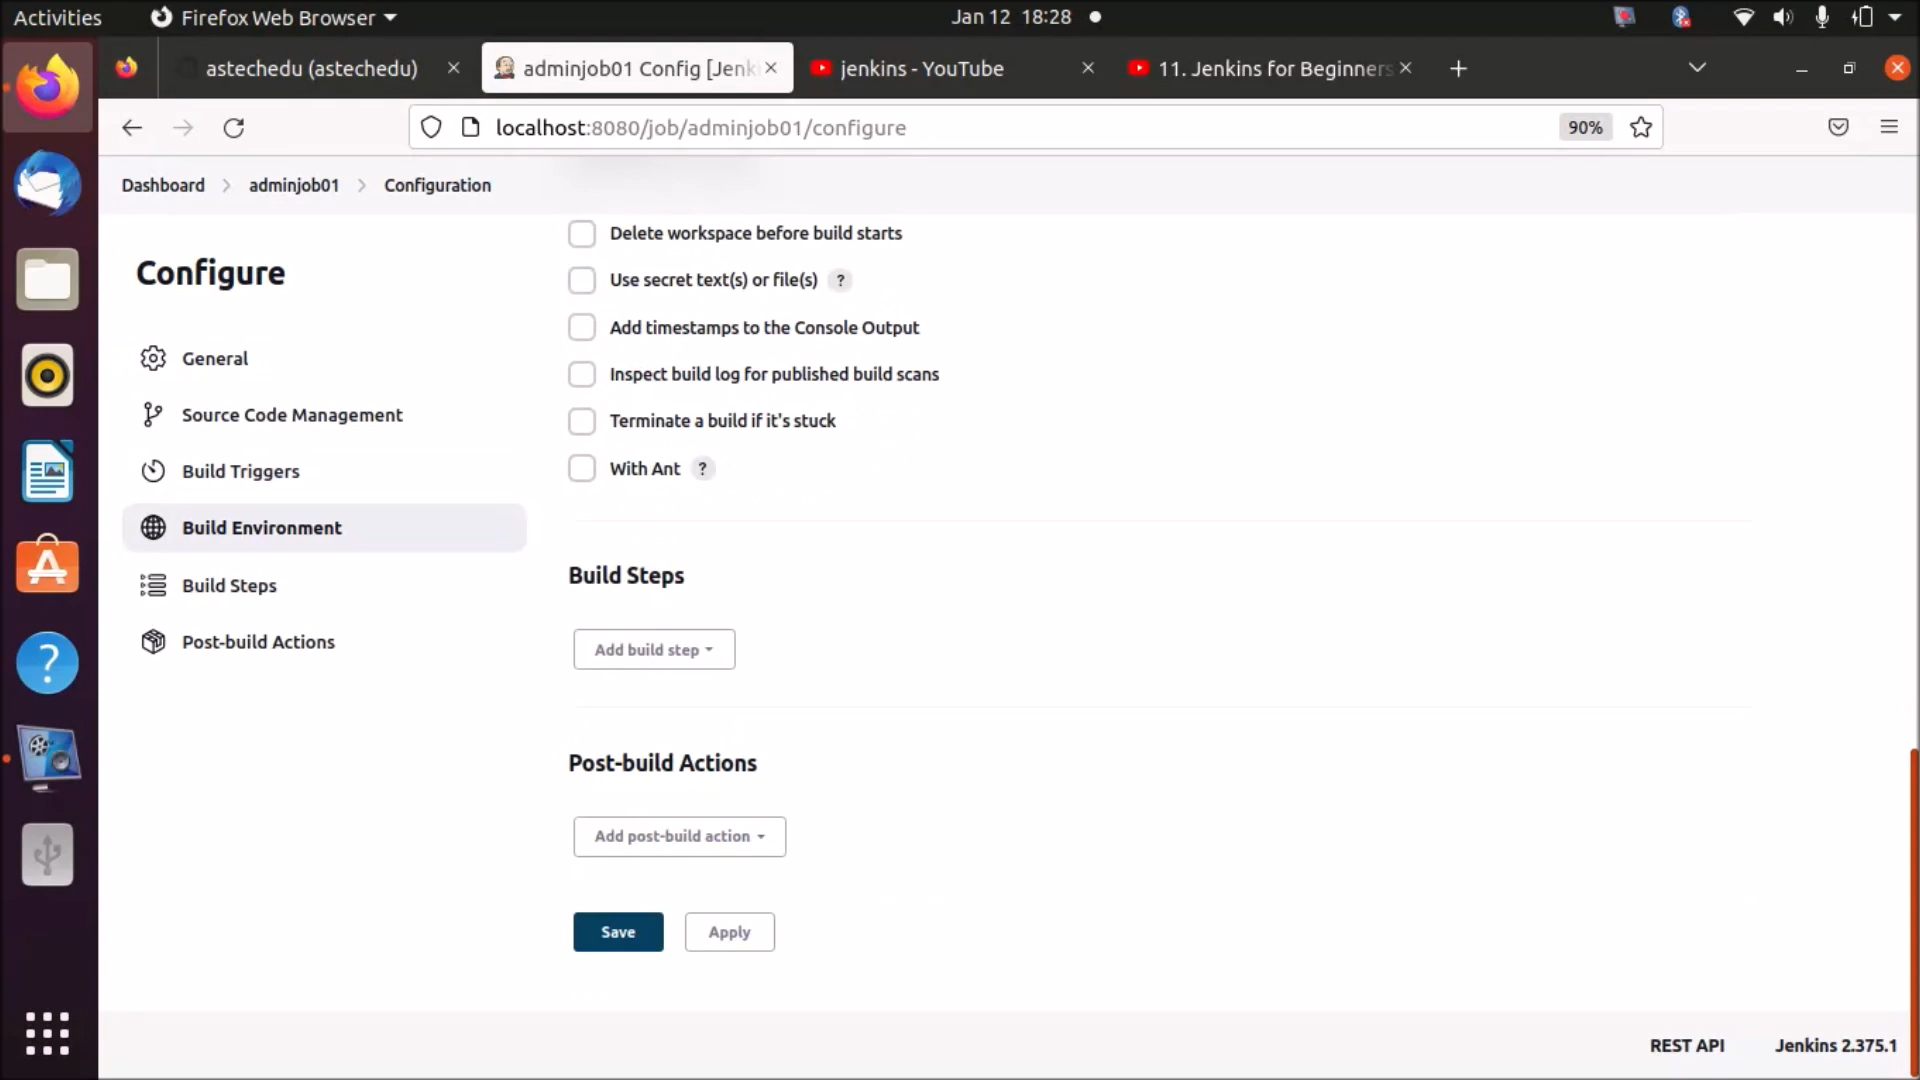 Activities
Firefox Web Browser
Jan 12 18:28
astechedu (astechedu)
adminjob01 Config [Jenk
jenkins - YouTube
11. Jenkins for Beginners
localhost:8080/job/adminjob01/configure
90%
Dashboard
adminjob01
Configuration
Configure
General
Source Code Management
Build Triggers
Build Environment
Build Steps
Post-build Actions
Delete workspace before build starts
Use secret text(s) or file(s) ?
Add timestamps to the Console Output
Inspect build log for published build scans
Terminate a build if it's stuck
With Ant ?
Build Steps
Add build step
Post-build Actions
Add post-build action
Save
Apply
REST API
Jenkins 2.375.1